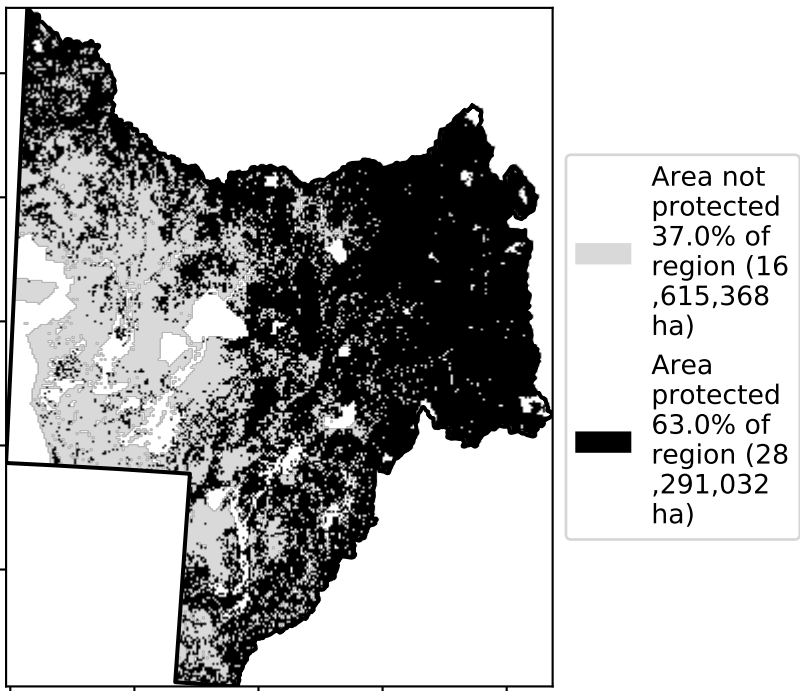 Area not
protected
37.0% of
region (16
,615,368
ha)
Area
protected
63.0% of
region (28
,291,032
ha)